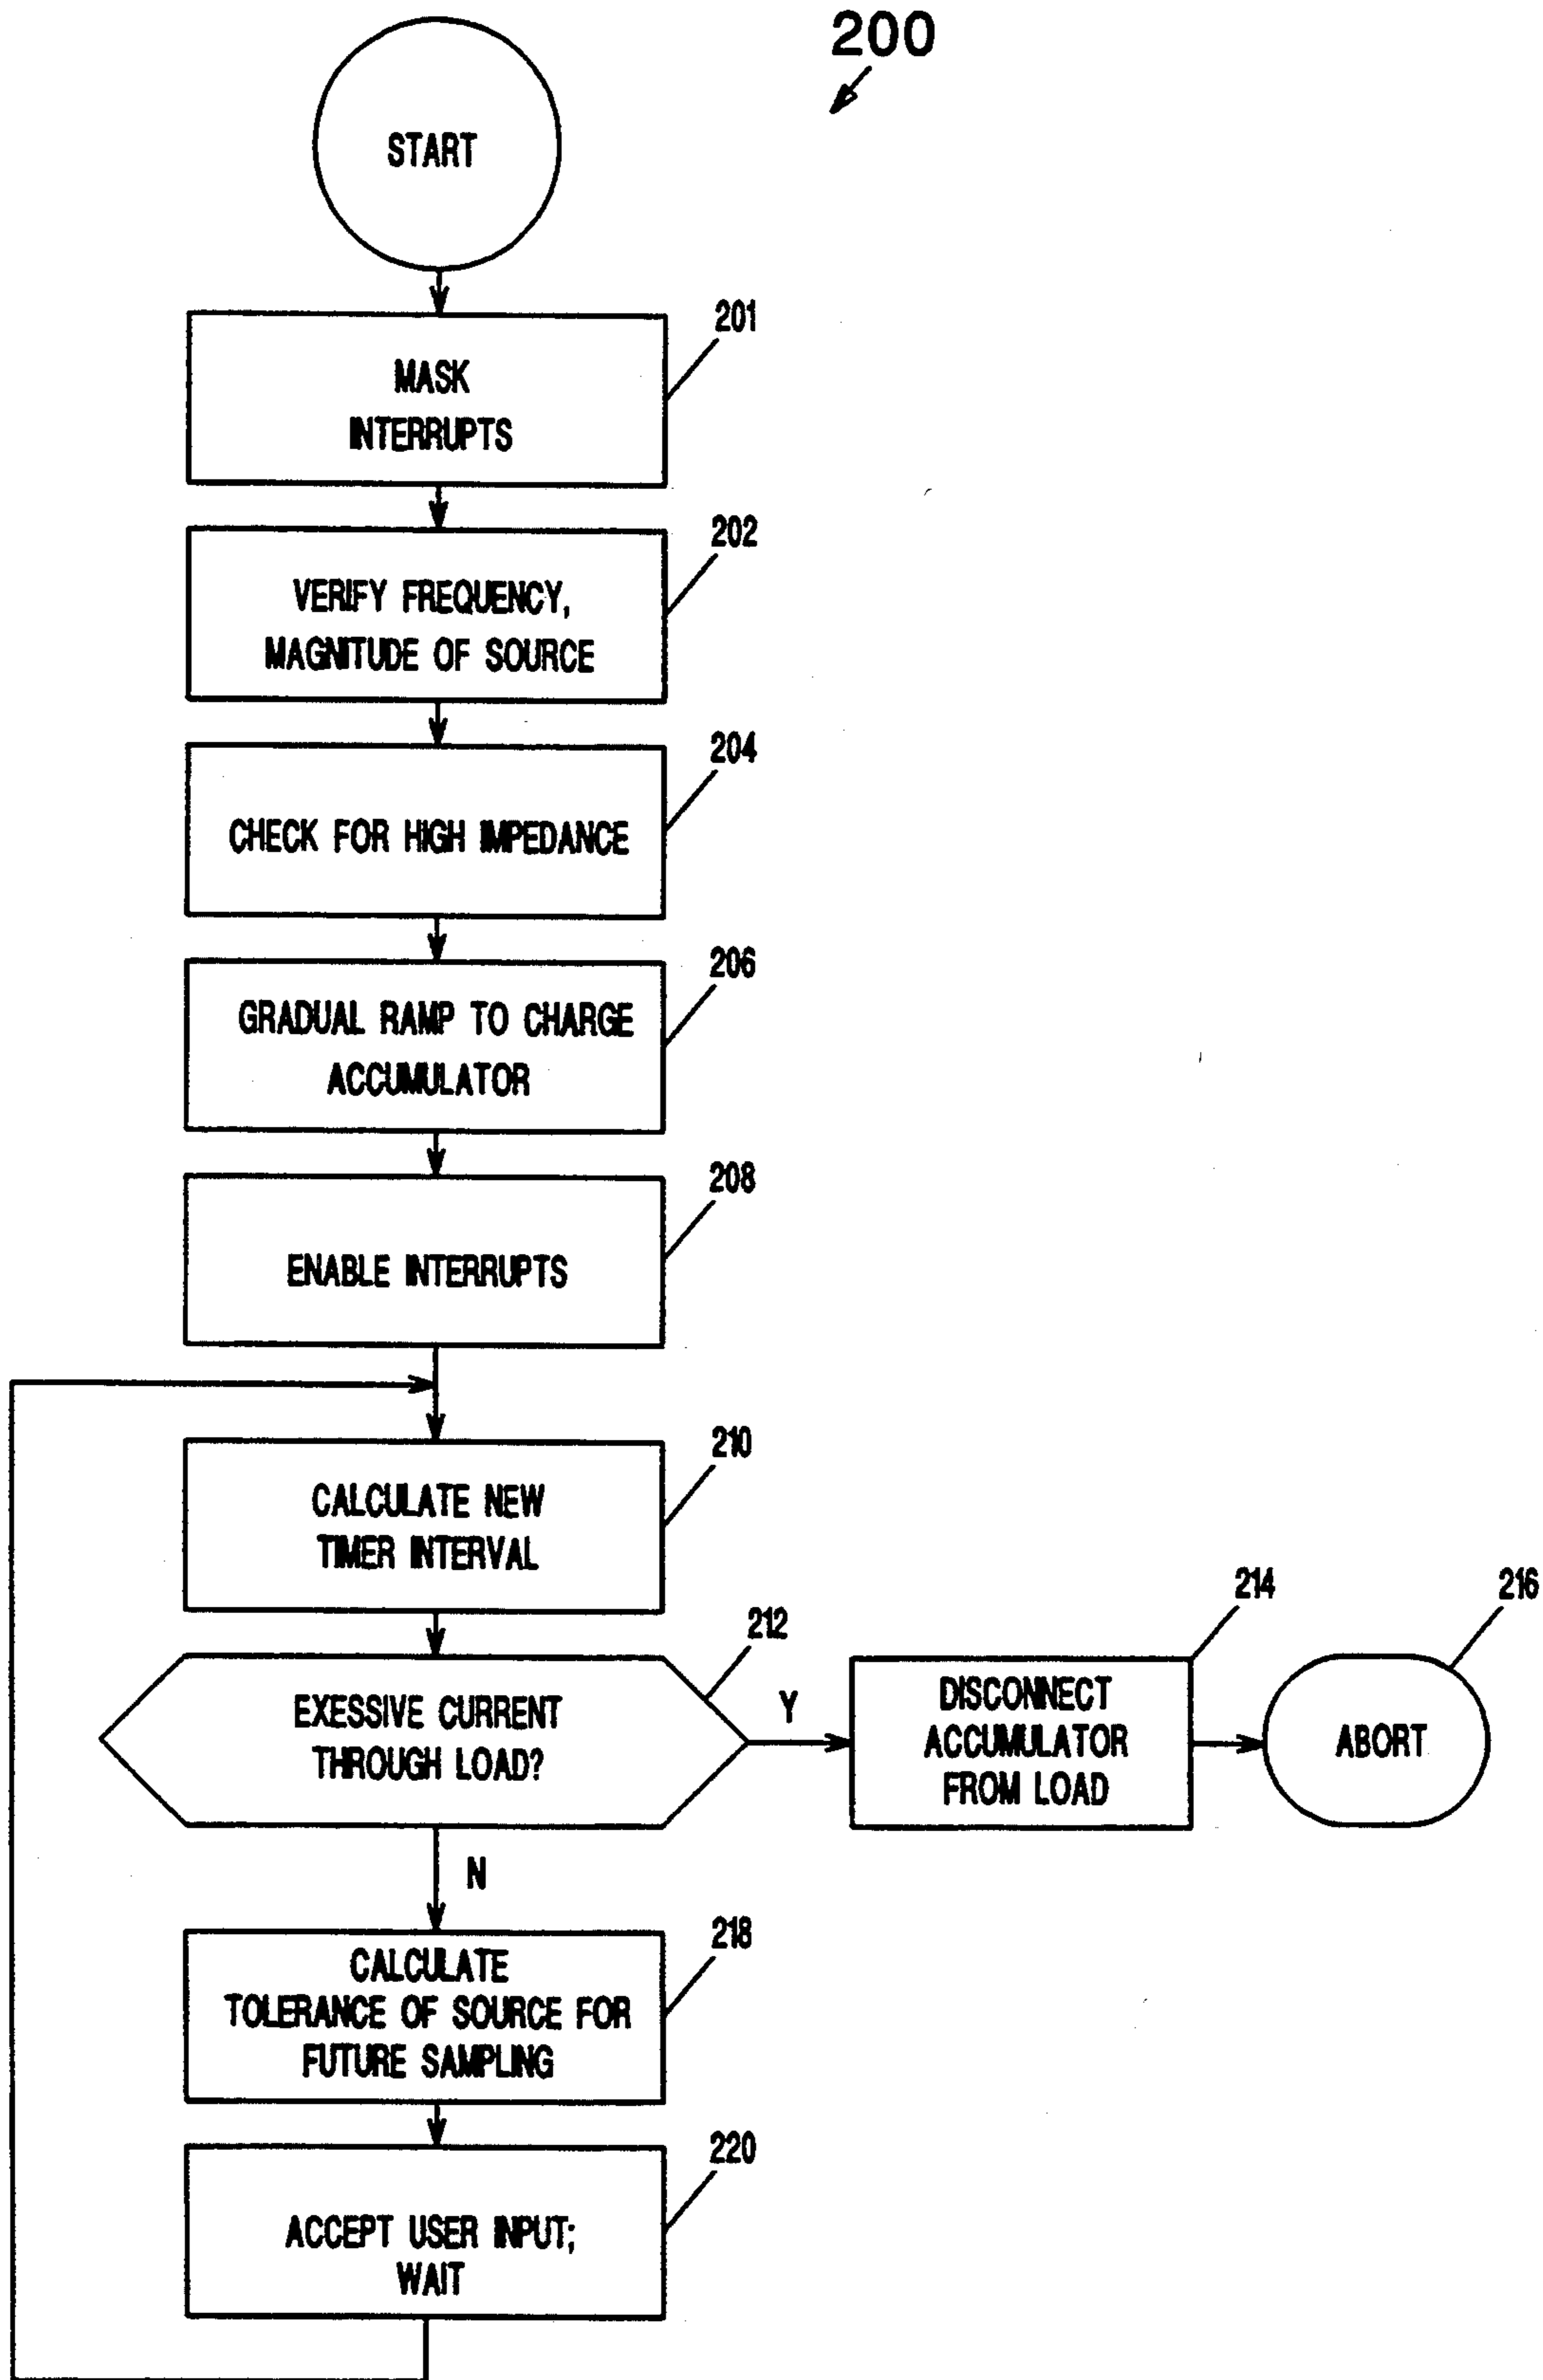 200
START
201
MASK
INTERRUPTS
202
VERIFY FREQUENCY,
MAGNITUDE OF SOURCE
204
CHECK FOR HIGH IMPEDANCE
206
GRADUAL RAMP TO CHARGE
ACCUMULATOR
208
ENABLE INTERRUPTS
210
CALCULATE NEW
TIMER INTERVAL
212
EXESSIVE CURRENT
THROUGH LOAD?
Y
214
DISCONNECT
ACCUMULATOR
FROM LOAD
216
ABORT
N
218
CALCULATE
TOLERANCE OF SOURCE FOR
FUTURE SAMPLING
220
ACCEPT USER INPUT;
WAIT